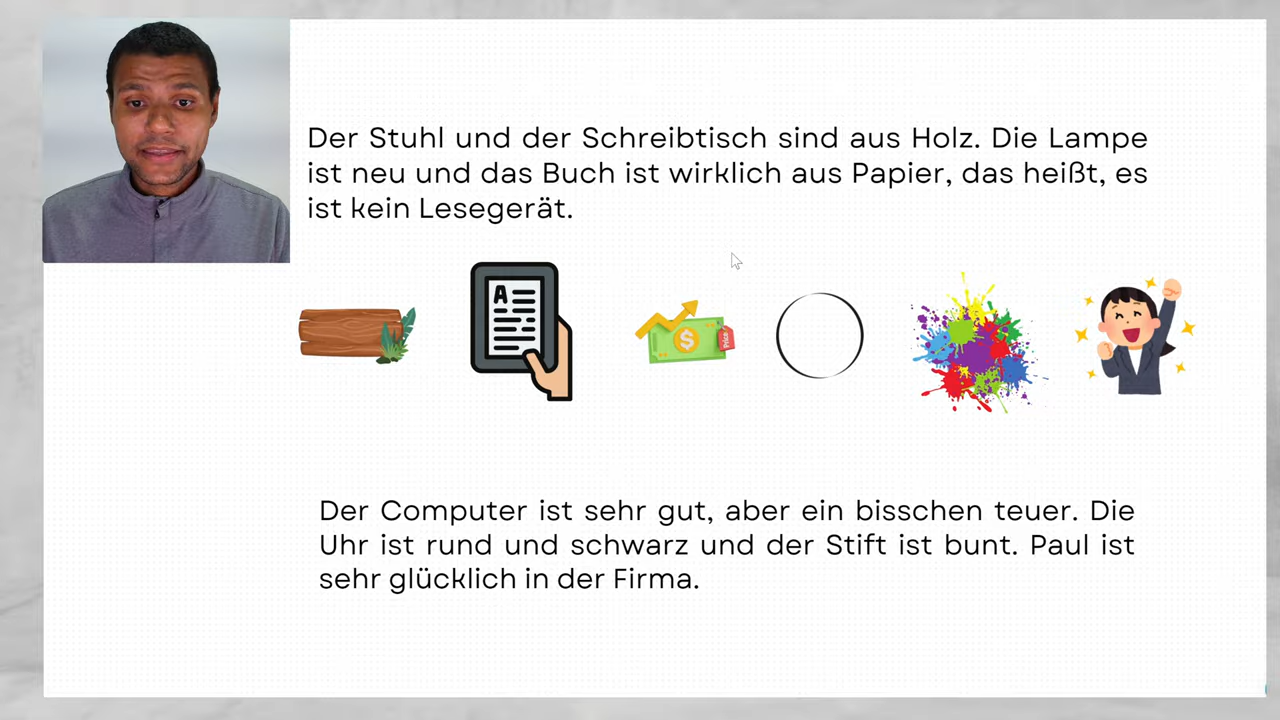 Der Stuhl und der Schreibtisch sind aus Holz. Die Lampe
ist neu und das Buch ist wirklich aus Papier, das heißt, es
ist kein Lesegerät.
A
$
Price
Der Computer ist sehr gut, aber ein bisschen teuer. Die
Uhr ist rund und schwarz und der Stift ist bunt. Paul ist
sehr glücklich in der Firma.